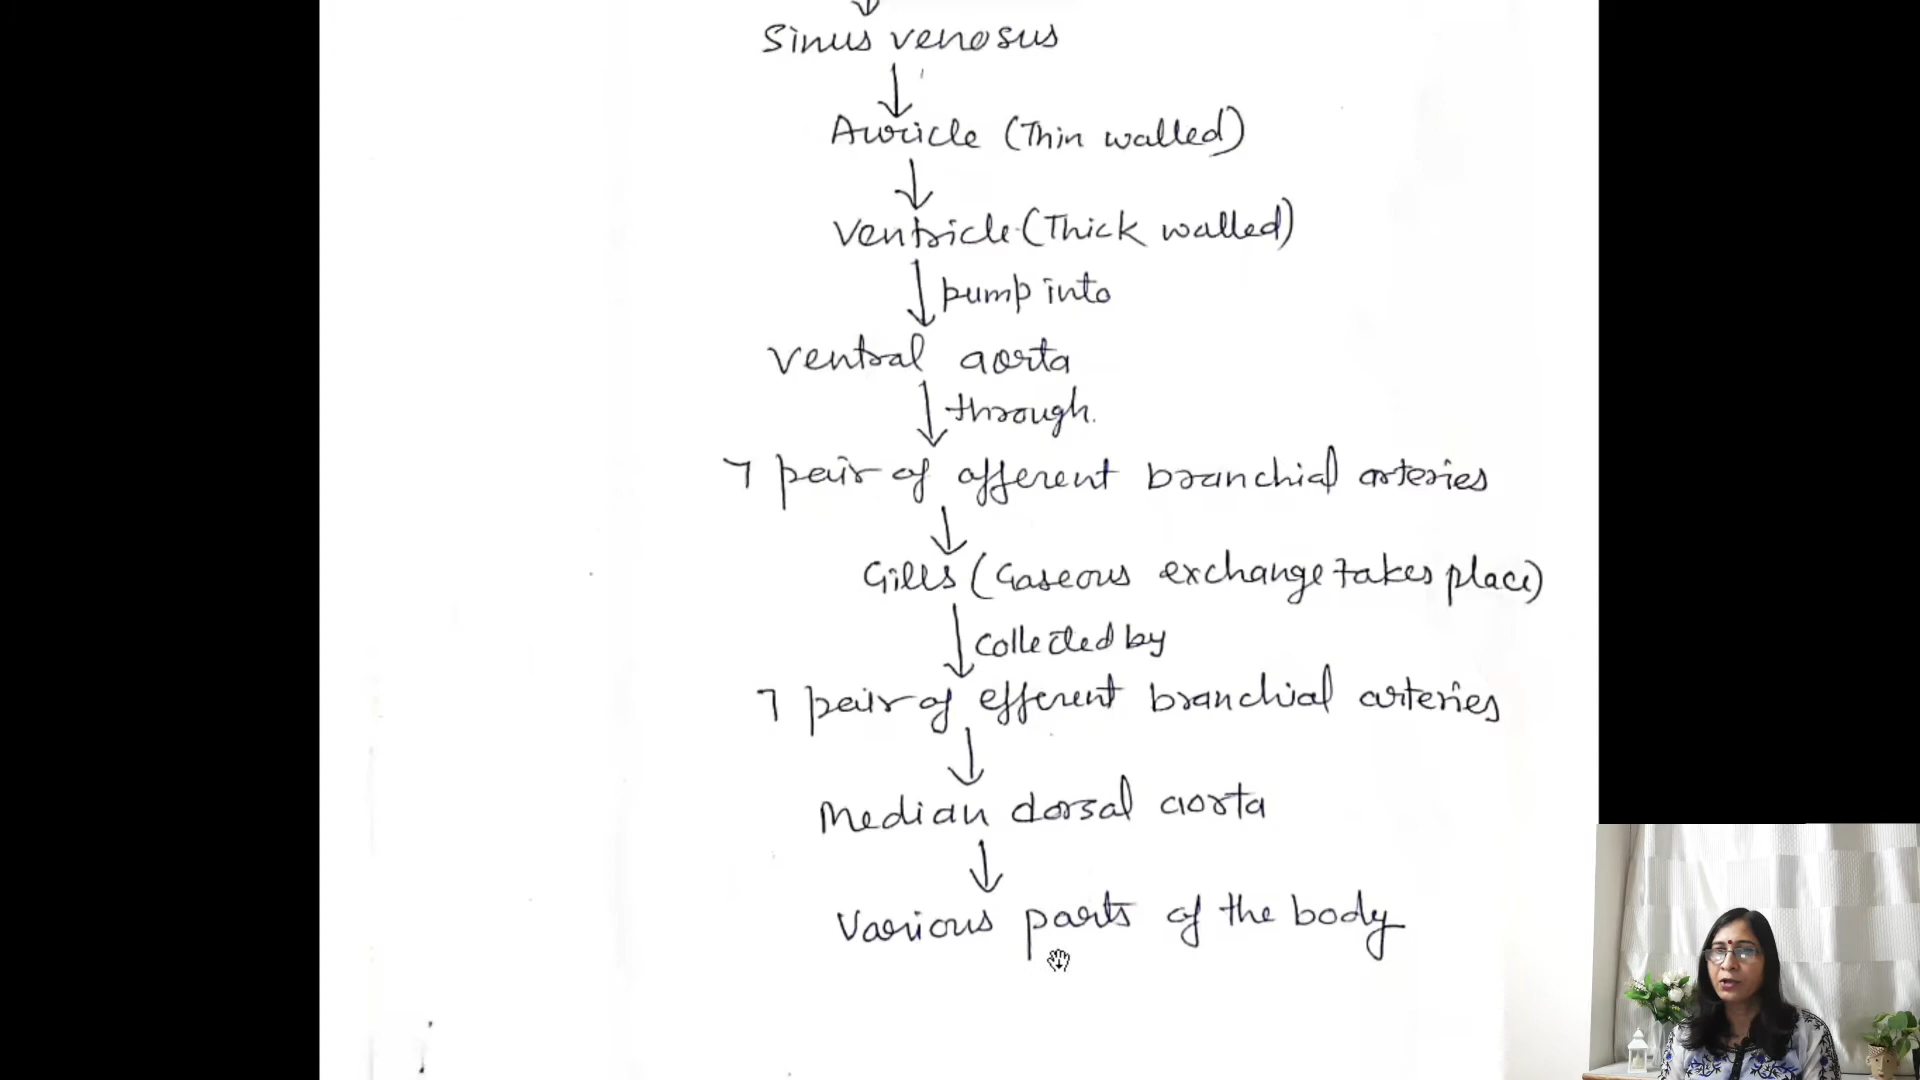 Sinus venosus
Auricle (Thin walled)
Ventricle (Thick walled)
pump into
Ventral aorta
through.
7 pair of afferent branchial arteries
Gills (Gaseous exchange takes place)
Collected by
7 pair of efferent branchial arteries
Median dorsal aorta
Various parts of the body